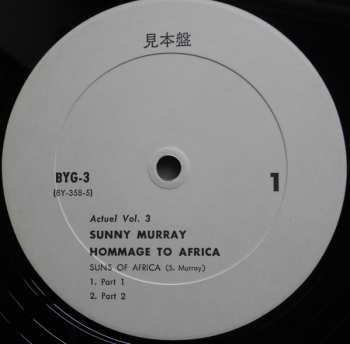 見本盤
BYG-3
(BY-358-S)
1
Actuel Vol. 3
SUNNY MURRAY
HOMMAGE TO AFRICA
SUNS OF AFRICA (S. Murray)
1. Part 1
2. Part 2